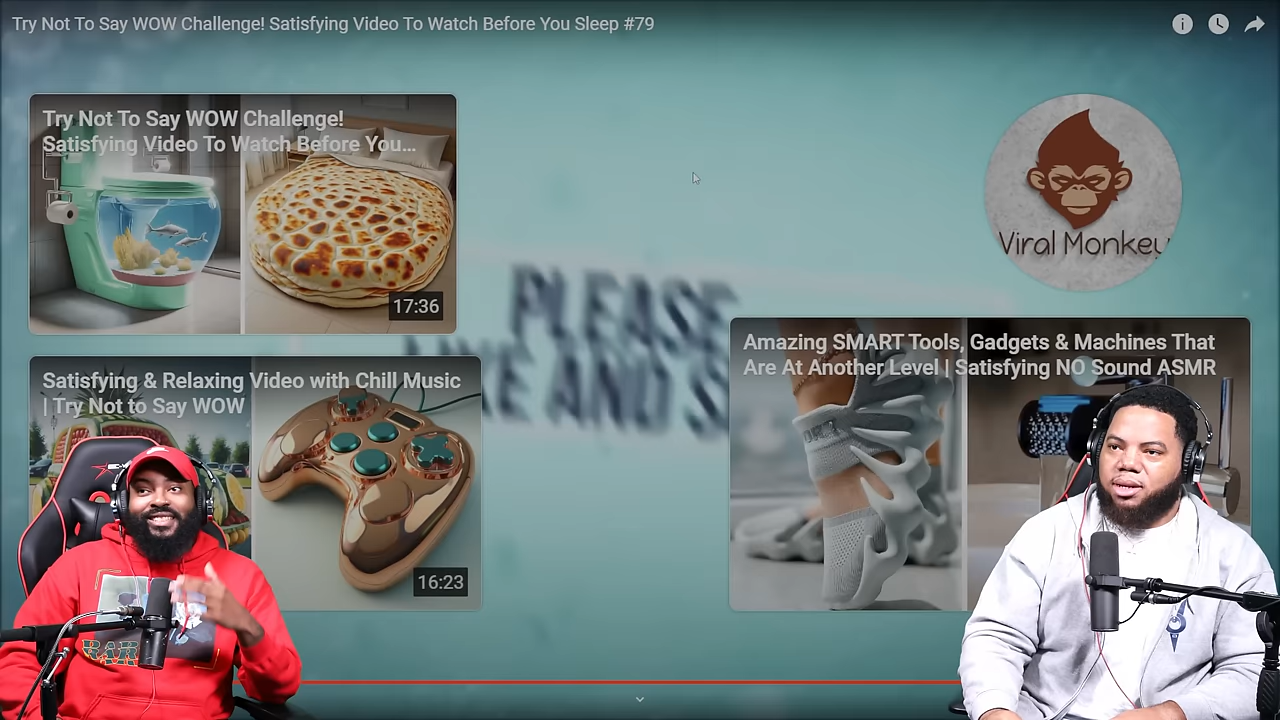 Try Not To Say WOW Challenge! Satisfying Video To Watch Before You Sleep #79
Try Not To Say WOW Challenge!
Satisfying Video To Watch Before You...
17:36
Viral Monkey
PLEASE
AND S
Amazing SMART Tools, Gadgets & Machines That
Are At Another Level | Satisfying NO Sound ASMR
Satisfying & Relaxing Video with Chill Music
| Try Not to Say WOW
16:23
RAR